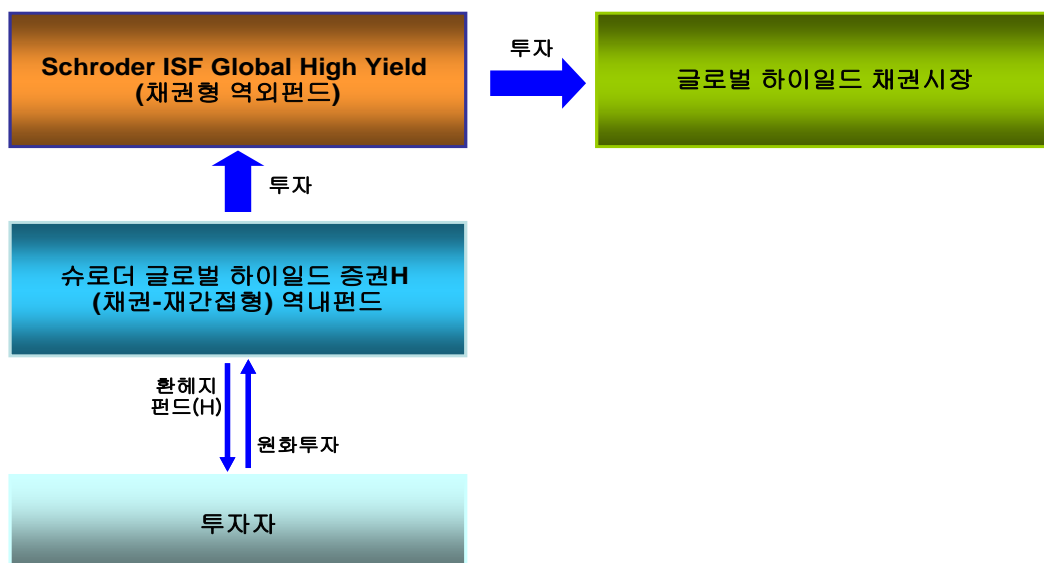 Schroder ISF Global High Yield
(채권형 역외펀드)
투자
글로벌 하이일드 채권시장
투자
슈로더 글로벌 하이일드 증권H
(채권-재간접형) 역내펀드
환헤지
펀드(H)
원화투자
투자자